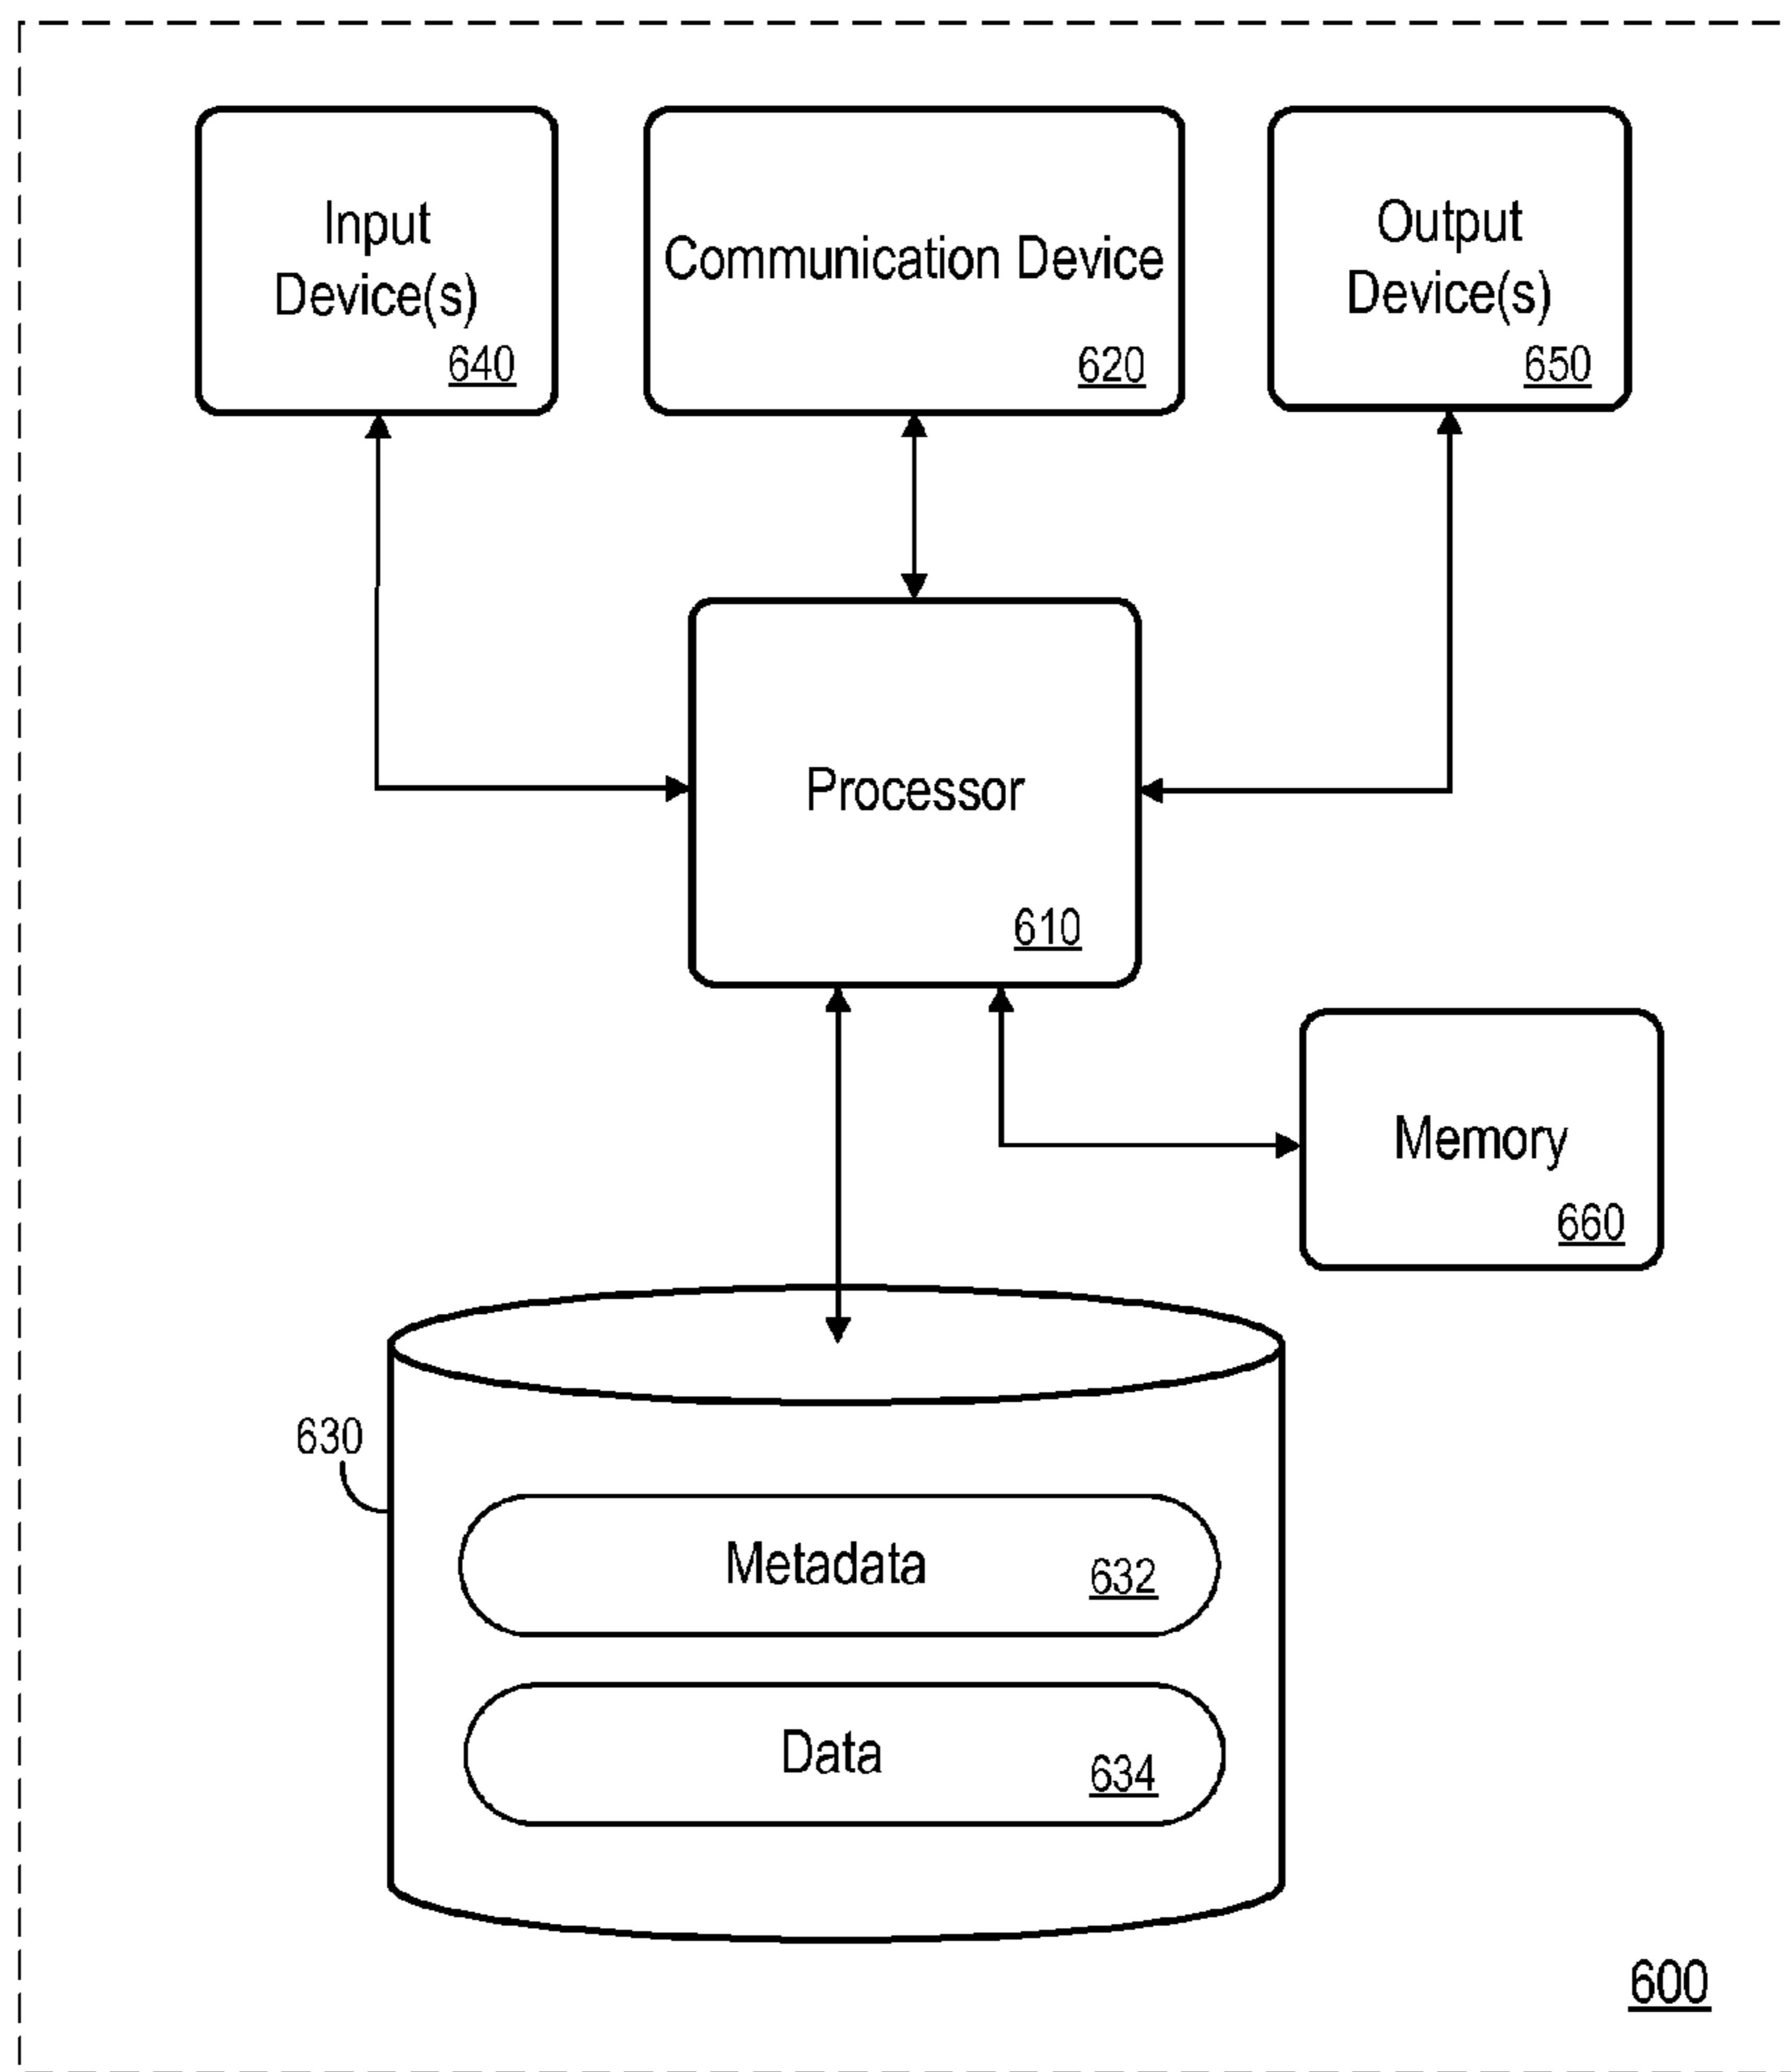 Input
Device(s)
640
Communication Device
620
Output
Device(s)
650
Processor
610
Memory
660
630
Metadata 632
Data 634
600